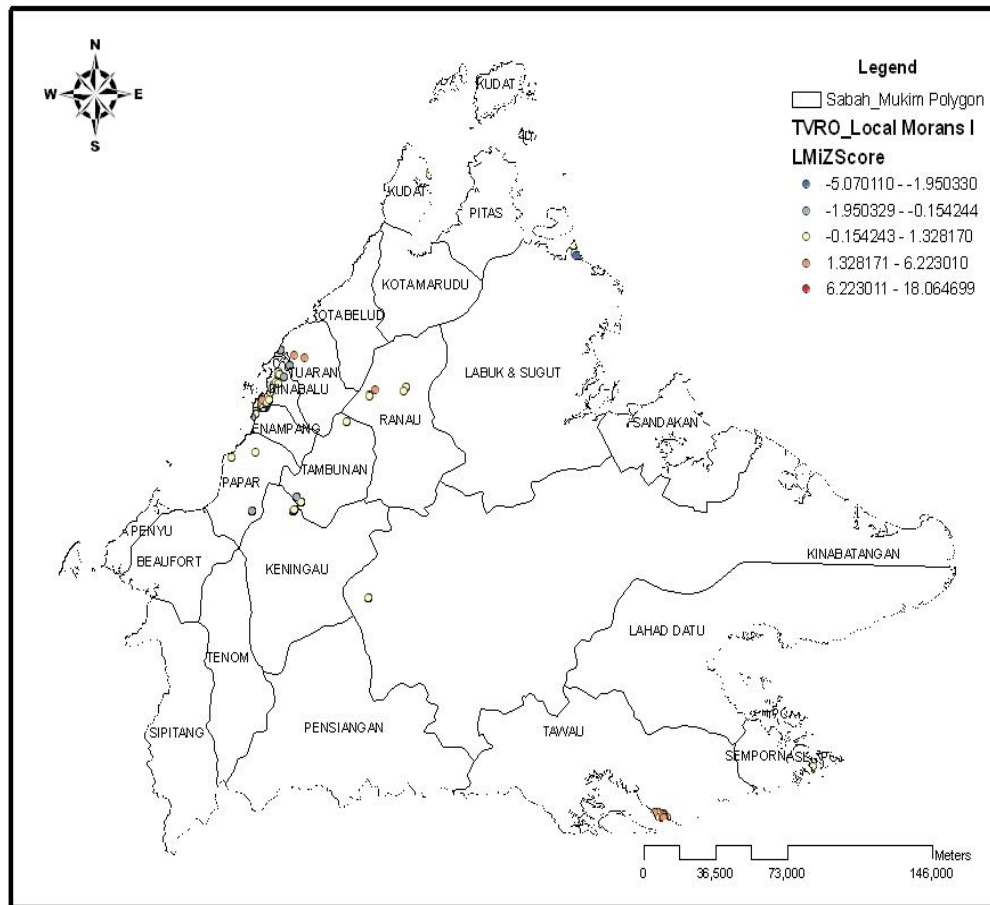 N
W E
S
Legend
Sabah_Mukim Polygon
TVRO_Local Morans I
LMiZScore
-5.070110 - -1.950330
-1.950329 - -0.154244
-0.154243 - 1.328170
1.328171 - 6.223010
6.223011 - 18.064699
KUDAT
KUDAT
PITAS
KOTAMARUDU
OTABELUD
TUARAN
INABALU
LABUK & SUGUT
RANAU
ENAMPANG
SANDAKAN
TAMBUNAN
PAPAR
A PENYU
BEAUFORT
KENINGAU
KINABATANGAN
LAHAD DATU
TENOM
SIPITANG
PENSIANGAN
TAWAU
SEMPORNA
Meters
0 36,500 73,000 146,000